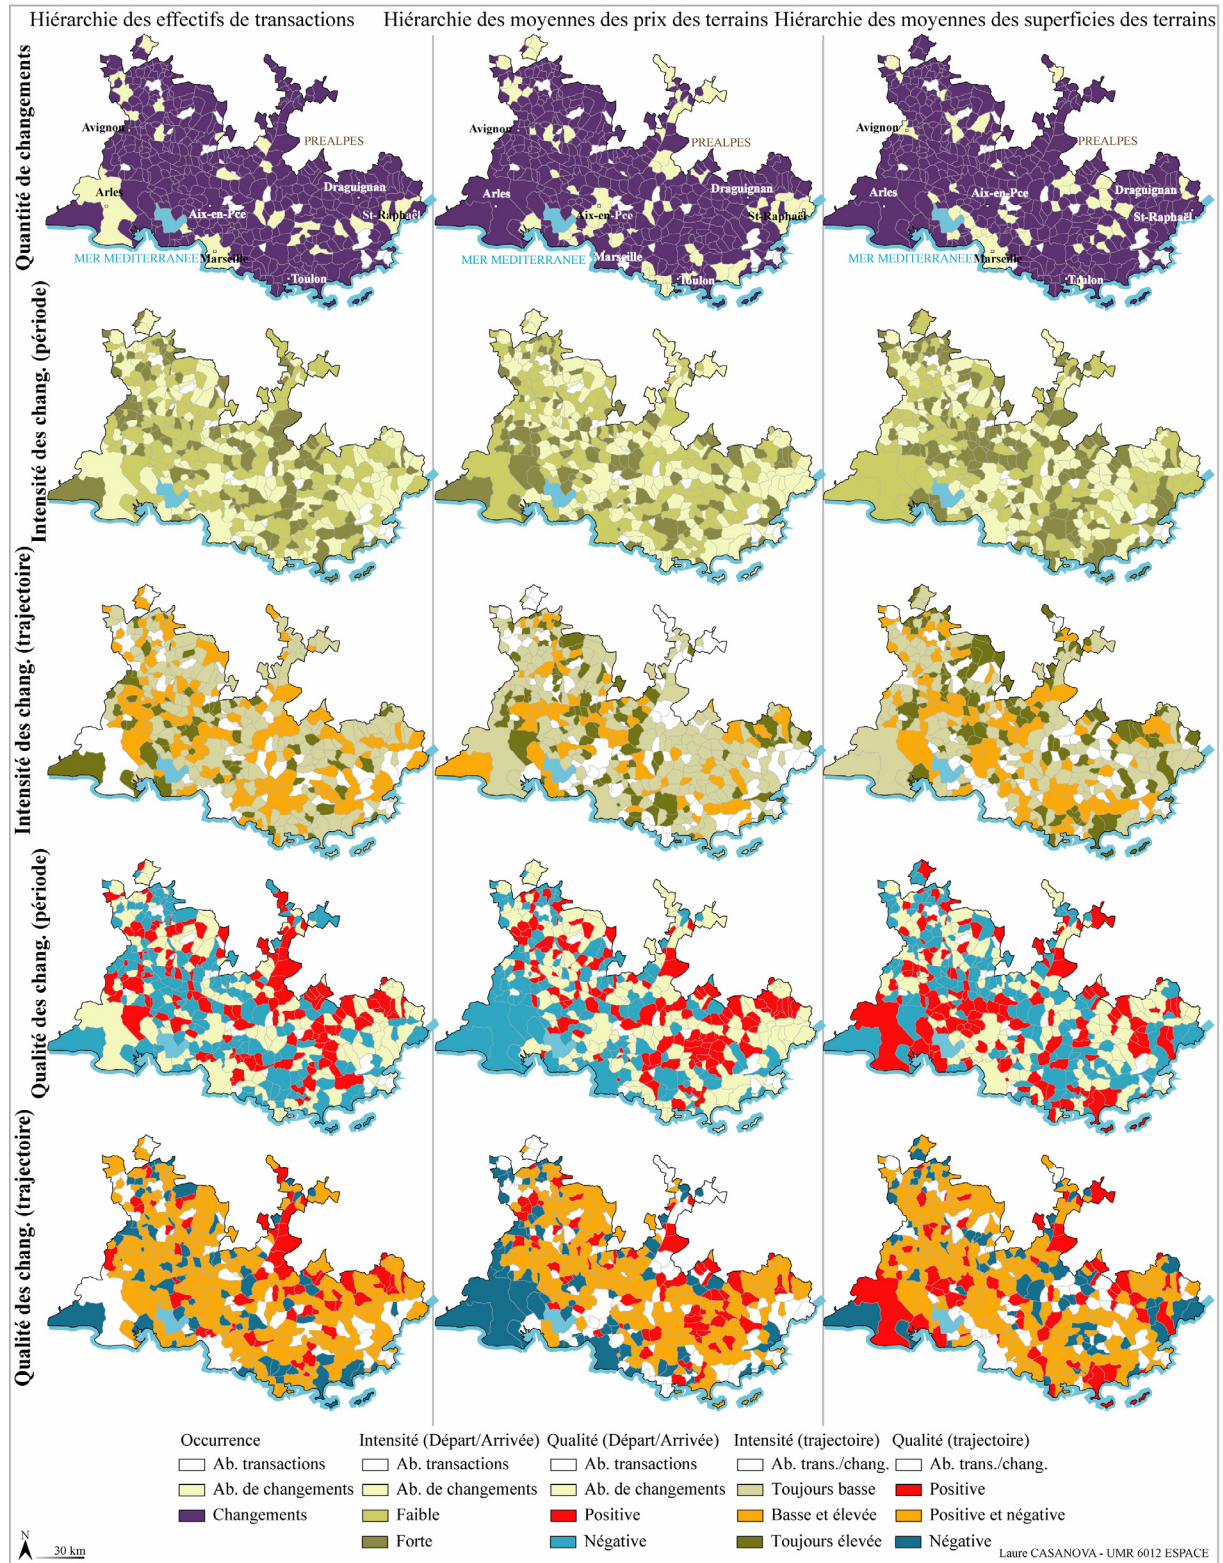 Hiérarchie des effectifs de transactions
Hiérarchie des moyennes des prix des terrains
Hiérarchie des moyennes des superficies des terrains
Quantité de changements
Avignon
PREALPES
Arles
Draguignan
Aix-en-Pce
St-Raphaël
MER MEDITERRANEE
Marseille
Toulon
Avignon
PREALPES
Arles
Draguignan
Aix-en-Pce
St-Raphaël
MER MEDITERRANEE
Marseille
Toulon
Avignon
PREALPES
Arles
Aix-en-Pce
Draguignan
St-Raphaël
MER MEDITERRANEE
Marseille
Toulon
Intensité des chang. (période)
Intensité des chang. (trajectoire)
Qualité des chang. (période)
Qualité des chang. (trajectoire)
Occurrence
Ab. transactions
Ab. de changements
Changements
Intensité (Départ/Arrivée)
Ab. transactions
Ab. de changements
Faible
Forte
Qualité (Départ/Arrivée)
Ab. transactions
Ab. de changements
Positive
Négative
Intensité (trajectoire)
Ab. trans./chang.
Toujours basse
Basse et élevée
Toujours élevée
Qualité (trajectoire)
Ab. trans./chang.
Positive
Positive et négative
Négative
N
30 km
Laure CASANOVA - UMR 6012 ESPACE